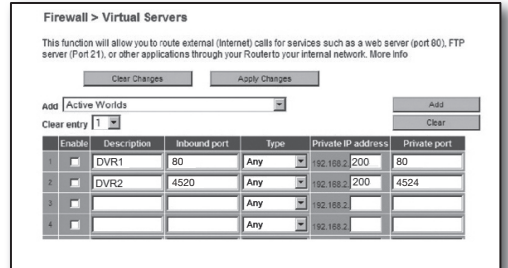 Firewall > Virtual Servers
This function will allow you to route external (Internet) calls for services such as a web server (port 80), FTP
server (Port 21), or other applications through your Router to your internal network. More Info
Clear Changes Apply Changes
Add Active Worlds Add
Clear entry 1 Clear
Enable Description Inbound port Type Private IP address Private port
1 DVR1 80 Any 192.168.2. 200 80
2 DVR2 4520 Any 192.168.2. 200 4524
3 Any 192.168.2.
4 Any 192.168.2.